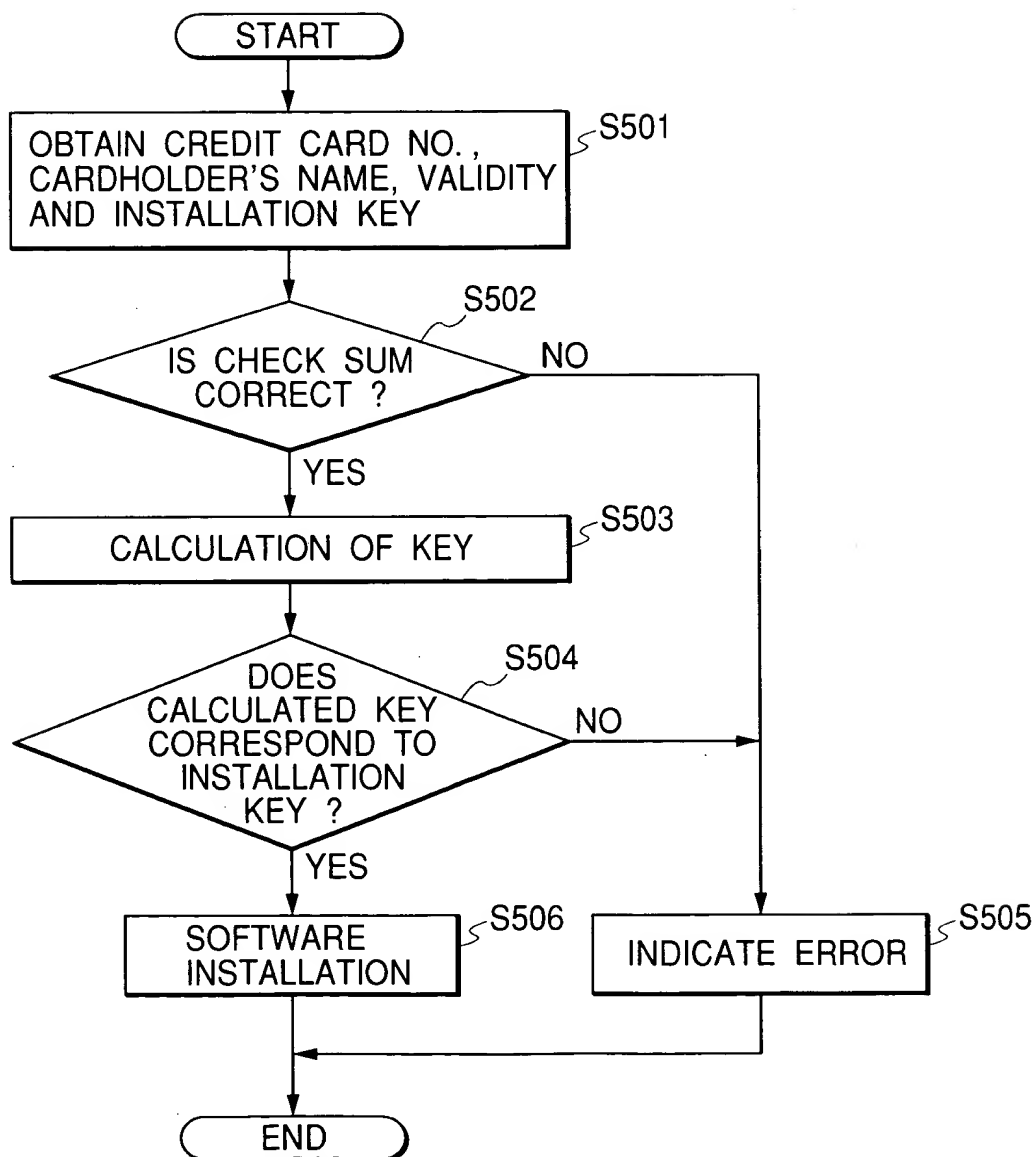 START
S501
OBTAIN CREDIT CARD NO.,
CARDHOLDER'S NAME, VALIDITY
AND INSTALLATION KEY
S502
IS CHECK SUM
CORRECT ?
NO
YES
S503
CALCULATION OF KEY
S504
DOES
CALCULATED KEY
CORRESPOND TO
INSTALLATION
KEY ?
NO
YES
S506
SOFTWARE
INSTALLATION
S505
INDICATE ERROR
END